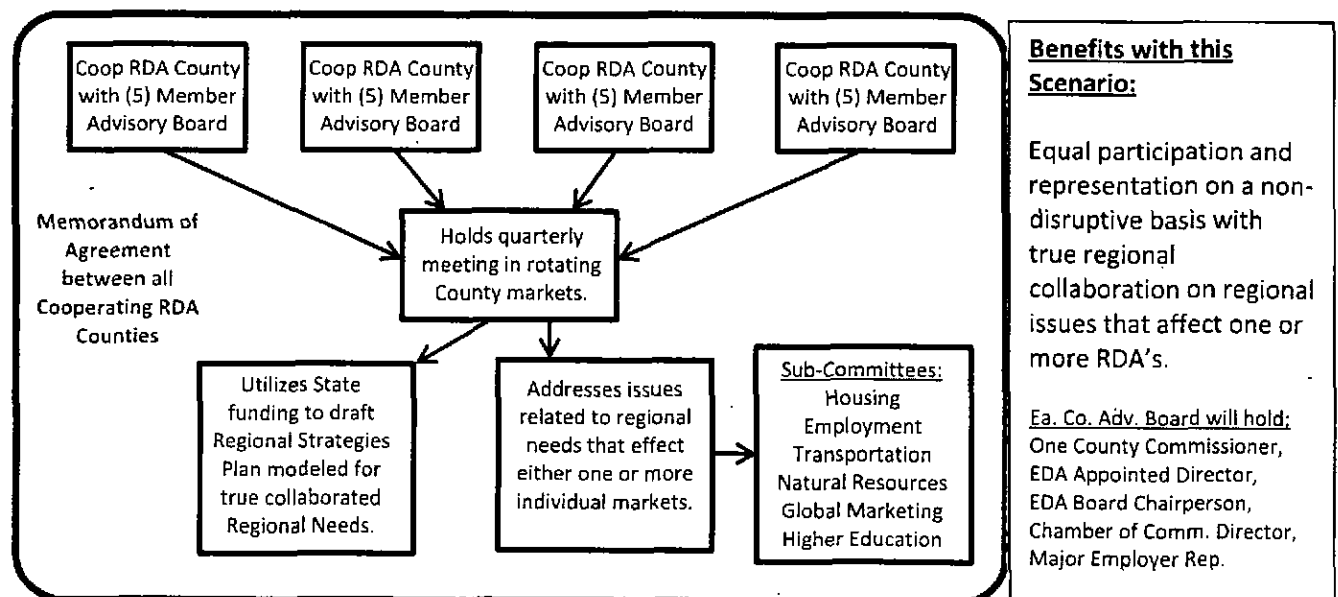 Coop RDA County
with (5) Member
Advisory Board
Coop RDA County
with (5) Member
Advisory Board
Coop RDA County
with (5) Member
Advisory Board
Coop RDA County
with (5) Member
Advisory Board
Memorandum of
Agreement
between all
Cooperating RDA
Counties
Holds quarterly
meeting in rotating
County markets.
Utilizes State
funding to draft
Regional Strategies
Plan modeled for
true collaborated
Regional Needs.
Addresses issues
related to regional
needs that effect
either one or more
individual markets.
Sub-Committees:
Housing
Employment
Transportation
Natural Resources
Global Marketing
Higher Education
Benefits with this
Scenario:
Equal participation and
representation on a non-
disruptive basis with
true regional
collaboration on regional
issues that affect one or
more RDA's.
Ea. Co. Adv. Board will hold;
One County Commissioner,
EDA Appointed Director,
EDA Board Chairperson,
Chamber of Comm. Director,
Major Employer Rep.